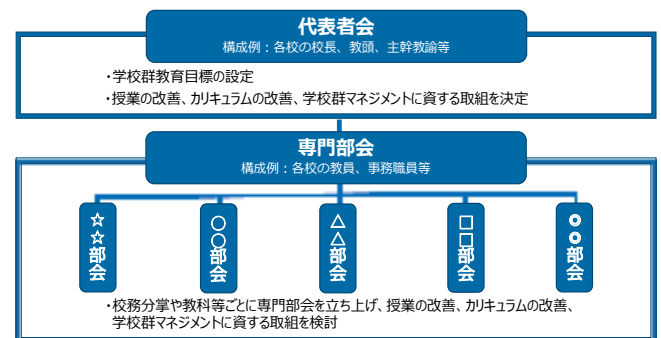 代表者会
構成例：各校の校長、教頭、主幹教諭等
・学校群教育目標の設定
・授業の改善、カリキュラムの改善、学校群マネジメントに資する取組を決定
専門部会
構成例：各校の教員、事務職員等
☆☆部会
○○部会
△△部会
□□部会
◎◎部会
・校務分掌や教科等ごとに専門部会を立ち上げ、授業の改善、カリキュラムの改善、
学校群マネジメントに資する取組を検討